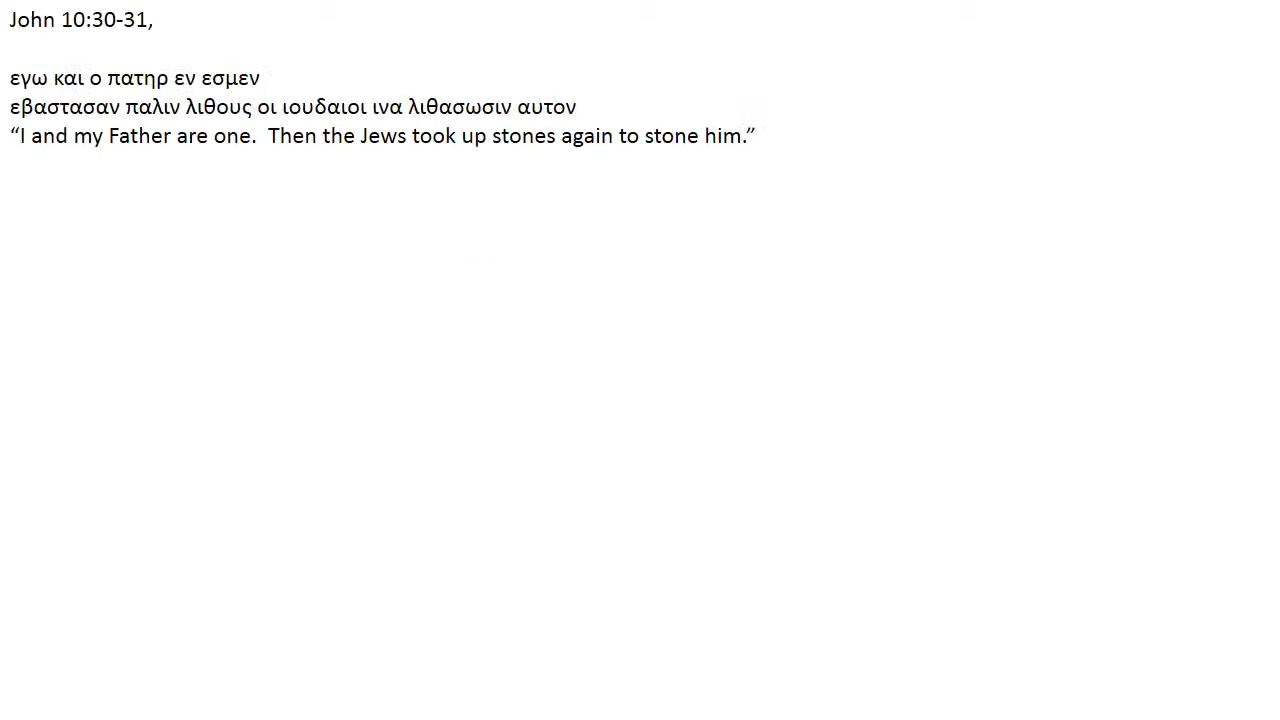 John 10:30-31,
εγω και ο πατηρ εν εσμεν
εβαστασαν παλιν λιθους οι ιουδαιοι ινα λιθασωσιν αυτον
“I and my Father are one.  Then the Jews took up stones again to stone him.”